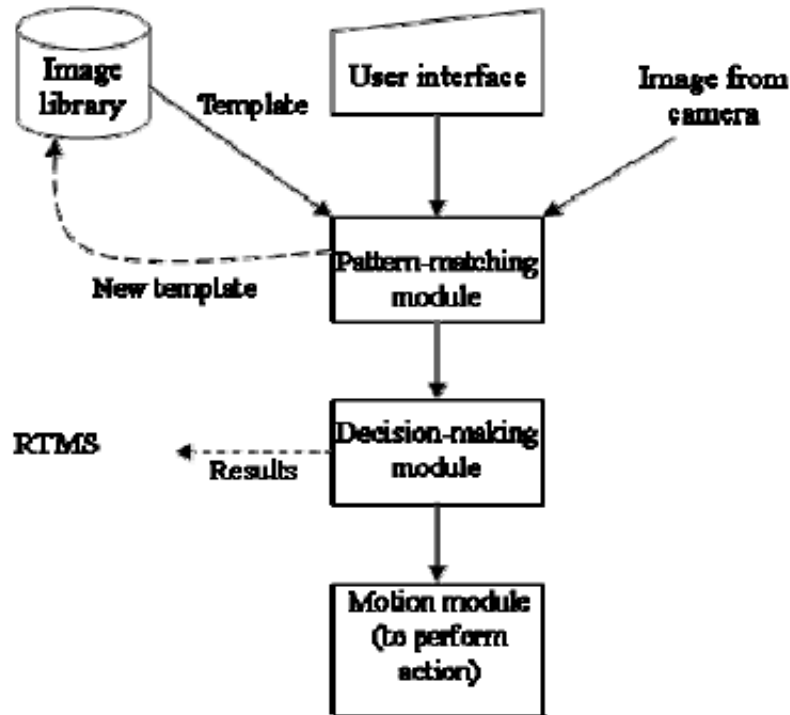 Image
library
User interface
Image from
camera
Template
Pattern-matching
module
New template
Decision-making
module
RTMS
Results
Motion module
(to perform
action)